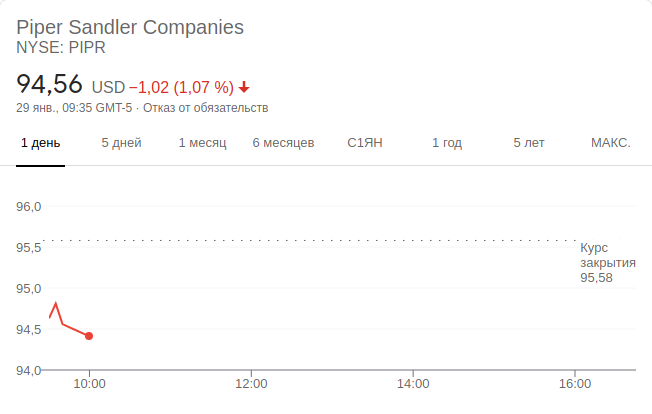 Piper Sandler Companies
NYSE: PIPR
94,56 USD −1,02 (1,07 %)
29 янв., 09:35 GMT-5 · Отказ от обязательств
1 день 5 дней 1 месяц 6 месяцев С1ЯН 1 год 5 лет МАКС.
96,0
95,5
95,0
94,5
94,0
Курс
закрытия
95,58
10:00 12:00 14:00 16:00